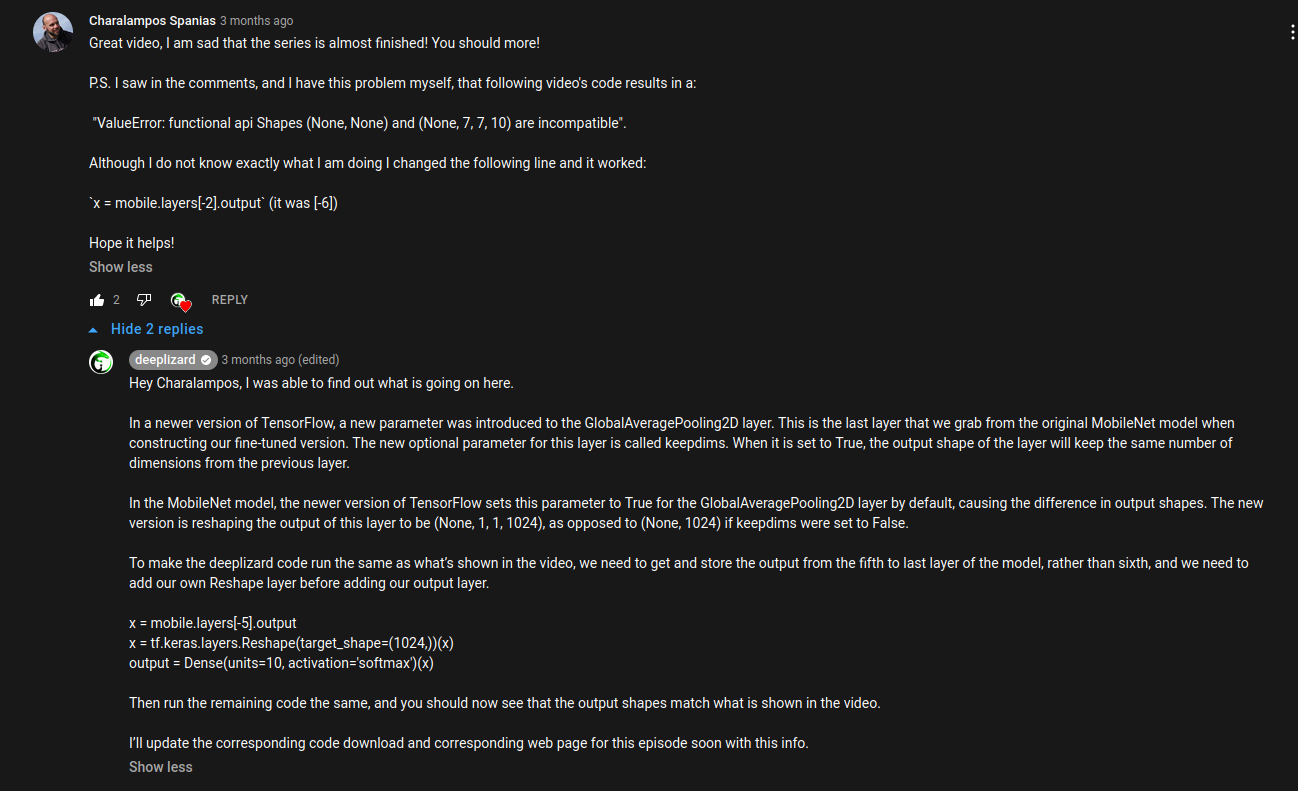 Charalampos Spanias 3 months ago
Great video, I am sad that the series is almost finished! You should more!
P.S. I saw in the comments, and I have this problem myself, that following video's code results in a:
"ValueError: functional api Shapes (None, None) and (None, 7, 7, 10) are incompatible".
Although I do not know exactly what I am doing I changed the following line and it worked:
`x = mobile.layers[-2].output` (it was [-6])
Hope it helps!
Show less
2 REPLY
Hide 2 replies
deeplizard 3 months ago (edited)
Hey Charalampos, I was able to find out what is going on here.
In a newer version of TensorFlow, a new parameter was introduced to the GlobalAveragePooling2D layer. This is the last layer that we grab from the original MobileNet model when
constructing our fine-tuned version. The new optional parameter for this layer is called keepdims. When it is set to True, the output shape of the layer will keep the same number of
dimensions from the previous layer.
In the MobileNet model, the newer version of TensorFlow sets this parameter to True for the GlobalAveragePooling2D layer by default, causing the difference in output shapes. The new
version is reshaping the output of this layer to be (None, 1, 1, 1024), as opposed to (None, 1024) if keepdims were set to False.
To make the deeplizard code run the same as what’s shown in the video, we need to get and store the output from the fifth to last layer of the model, rather than sixth, and we need to
add our own Reshape layer before adding our output layer.
x = mobile.layers[-5].output
x = tf.keras.layers.Reshape(target_shape=(1024,))(x)
output = Dense(units=10, activation='softmax')(x)
Then run the remaining code the same, and you should now see that the output shapes match what is shown in the video.
I’ll update the corresponding code download and corresponding web page for this episode soon with this info.
Show less